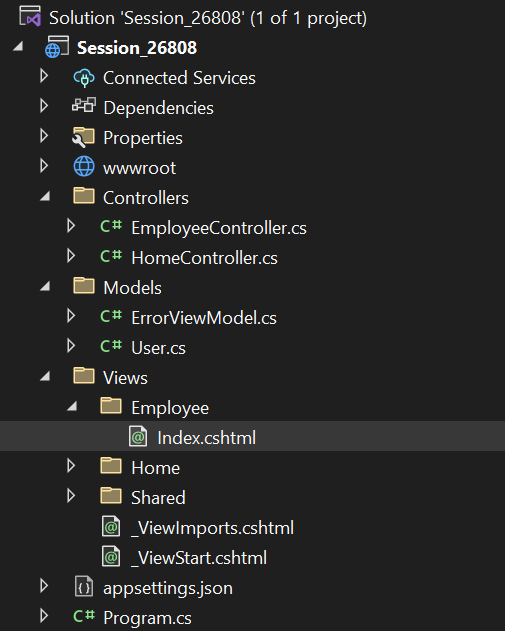 Solution 'Session_26808' (1 of 1 project)
Session_26808
Connected Services
Dependencies
Properties
wwwroot
Controllers
C# EmployeeController.cs
C# HomeController.cs
Models
C# ErrorViewModel.cs
C# User.cs
Views
Employee
Index.cshtml
Home
Shared
_ViewImports.cshtml
_ViewStart.cshtml
appsettings.json
C# Program.cs